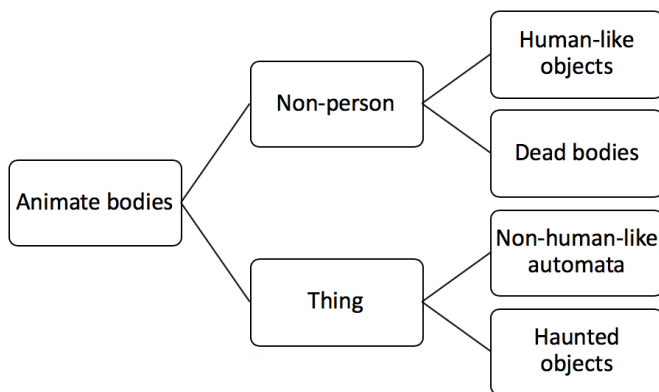 Human-like
objects
Non-person
Dead bodies
Animate bodies
Non-human-like
automata
Thing
Haunted
objects